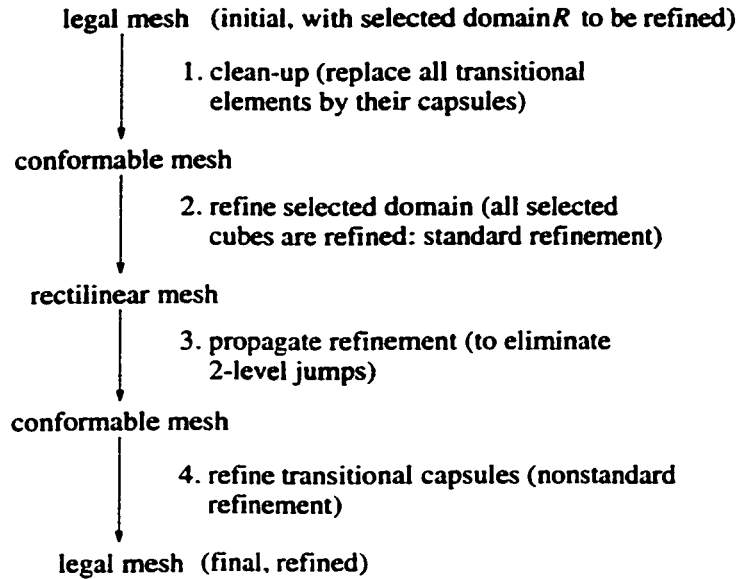 legal mesh (initial, with selected domain R to be refined)
1. clean-up (replace all transitional
elements by their capsules)
conformable mesh
2. refine selected domain (all selected
cubes are refined: standard refinement)
rectilinear mesh
3. propagate refinement (to eliminate
2-level jumps)
conformable mesh
4. refine transitional capsules (nonstandard
refinement)
legal mesh (final, refined)